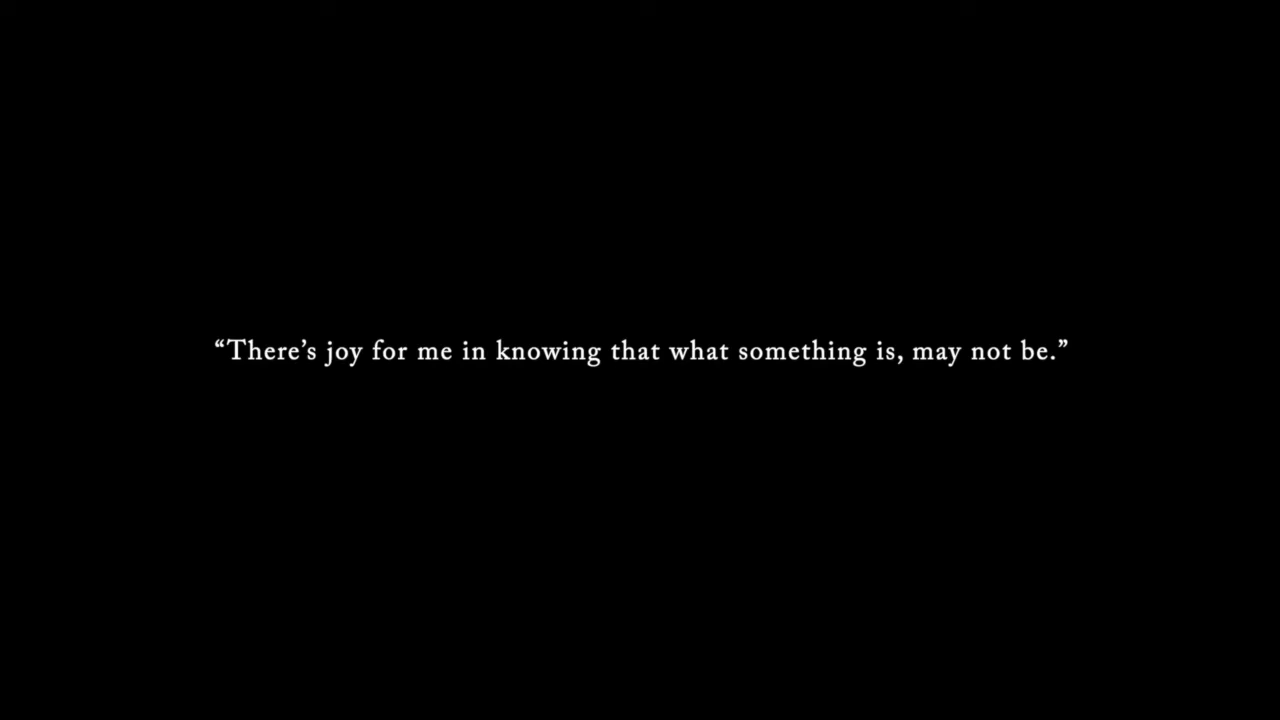 “There’s joy for me in knowing that what something is, may not be.”